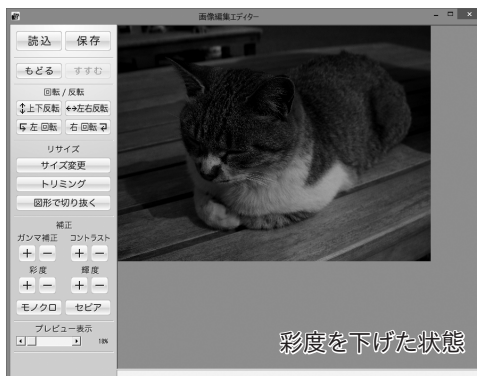 画像編集エディター
読込 保存
もどる すすむ
回転 / 反転
上下反転 左右反転
左回転 右回転
リサイズ
サイズ変更
トリミング
図形で切り抜く
補正
ガンマ補正 コントラスト
+ − + −
彩度 輝度
+ − + −
モノクロ セピア
プレビュー表示
18%
彩度を下げた状態